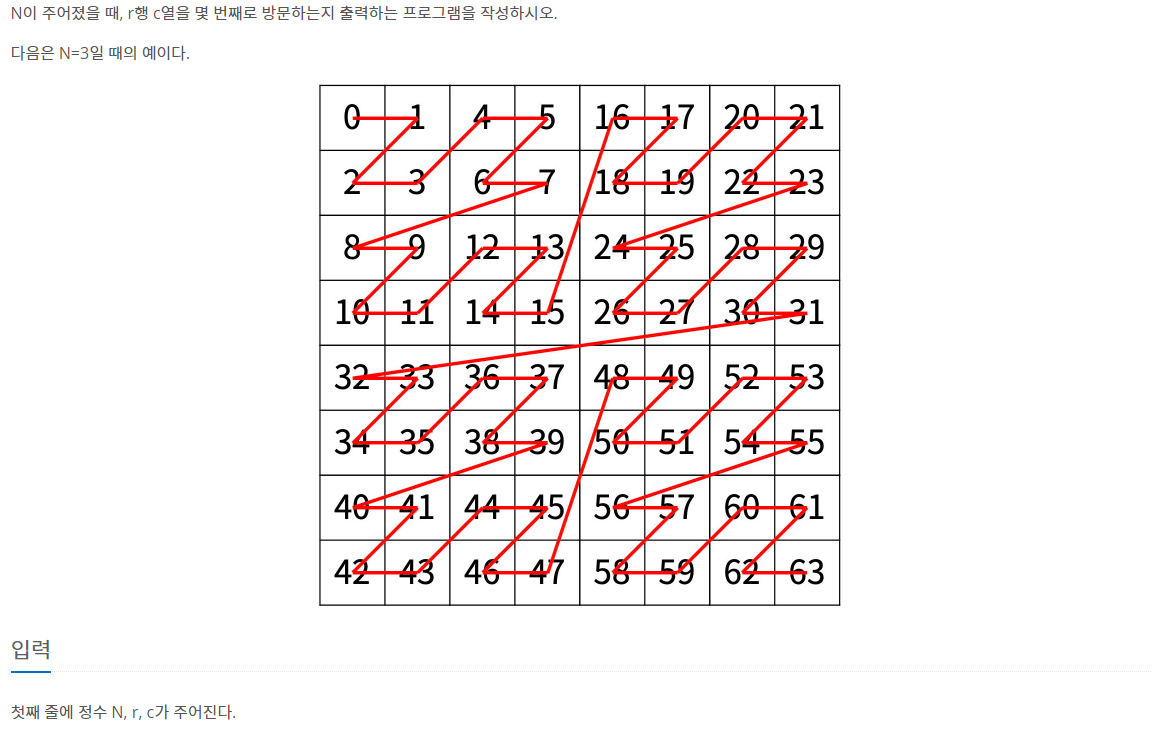 N이 주어졌을 때, r행 c열을 몇 번째로 방문하는지 출력하는 프로그램을 작성하시오.
다음은 N=3일 때의 예이다.
0 1 4 5 16 17 20 21
2 3 6 7 18 19 22 23
8 9 12 13 24 25 28 29
10 11 14 15 26 27 30 31
32 33 36 37 48 49 52 53
34 35 38 39 50 51 54 55
40 41 44 45 56 57 60 61
42 43 46 47 58 59 62 63
입력
첫째 줄에 정수 N, r, c가 주어진다.